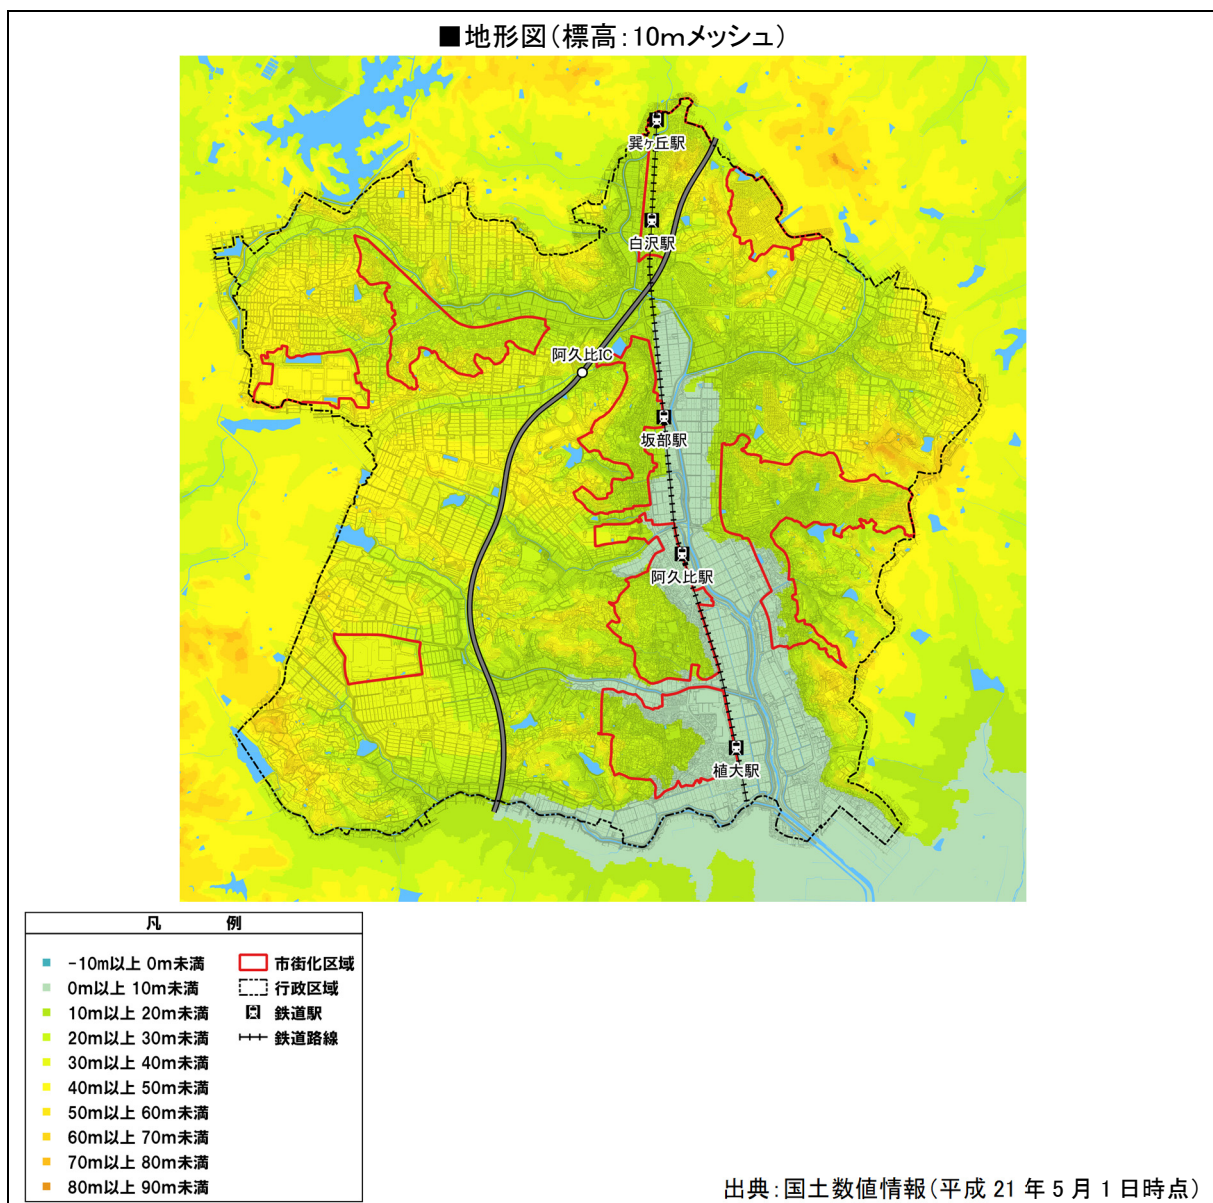 ■地形図(標高:10mメッシュ)
巽ヶ丘駅
白沢駅
阿久比IC
坂部駅
阿久比駅
植大駅
凡 例
-10m以上 0m未満
0m以上 10m未満
10m以上 20m未満
20m以上 30m未満
30m以上 40m未満
40m以上 50m未満
50m以上 60m未満
60m以上 70m未満
70m以上 80m未満
80m以上 90m未満
市街化区域
行政区域
鉄道駅
鉄道路線
出典:国土数値情報(平成 21 年 5 月 1 日時点)